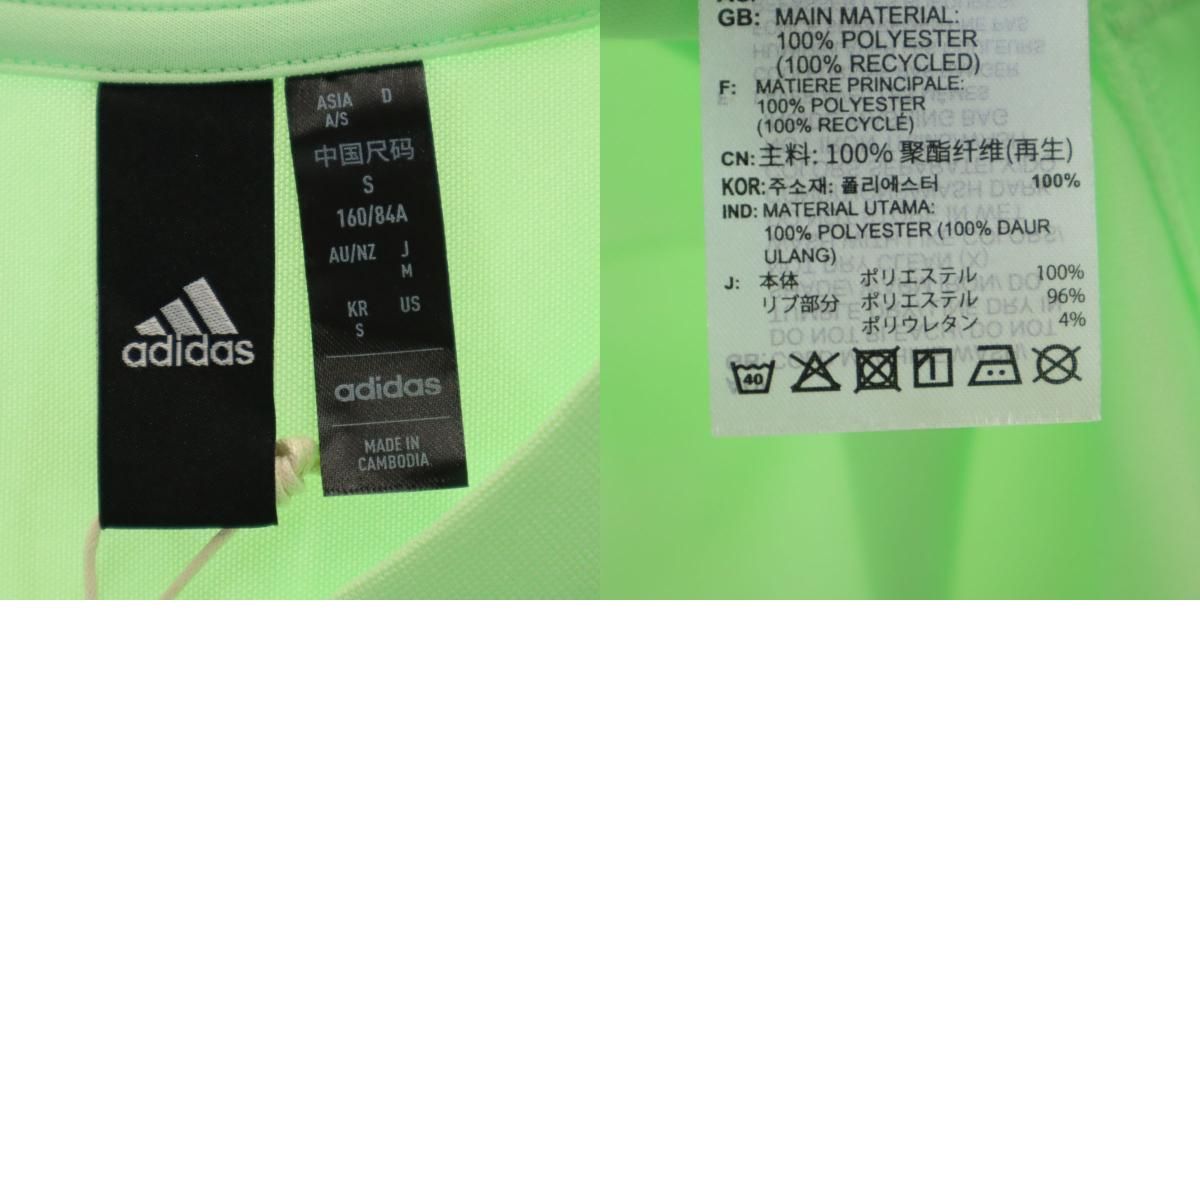 adidas
ASIA D
A/S
中国尺码
S
160/84A
AU/NZ J
M
KR US
S
adidas
MADE IN
CAMBODIA
GB: MAIN MATERIAL:
100% POLYESTER
(100% RECYCLED)
F: MATIERE PRINCIPALE:
100% POLYESTER
(100% RECYCLÉ)
CN: 主料: 100% 聚酯纤维(再生)
KOR: 주소재: 폴리에스터 100%
IND: MATERIAL UTAMA:
100% POLYESTER (100% DAUR
ULANG)
J: 本体 ポリエステル 100%
リブ部分 ポリエステル 96%
ポリウレタン 4%
40